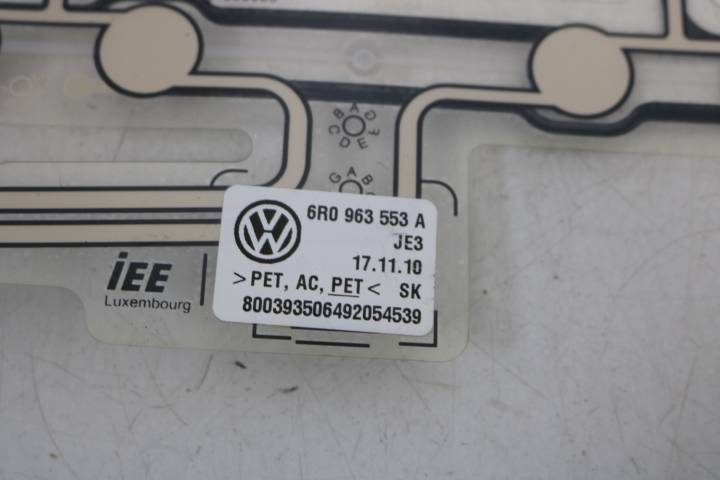 6R0 963 553 A
JE3
17.11.10
>PET, AC, PET< SK
800393506492054539
iEE
Luxembourg